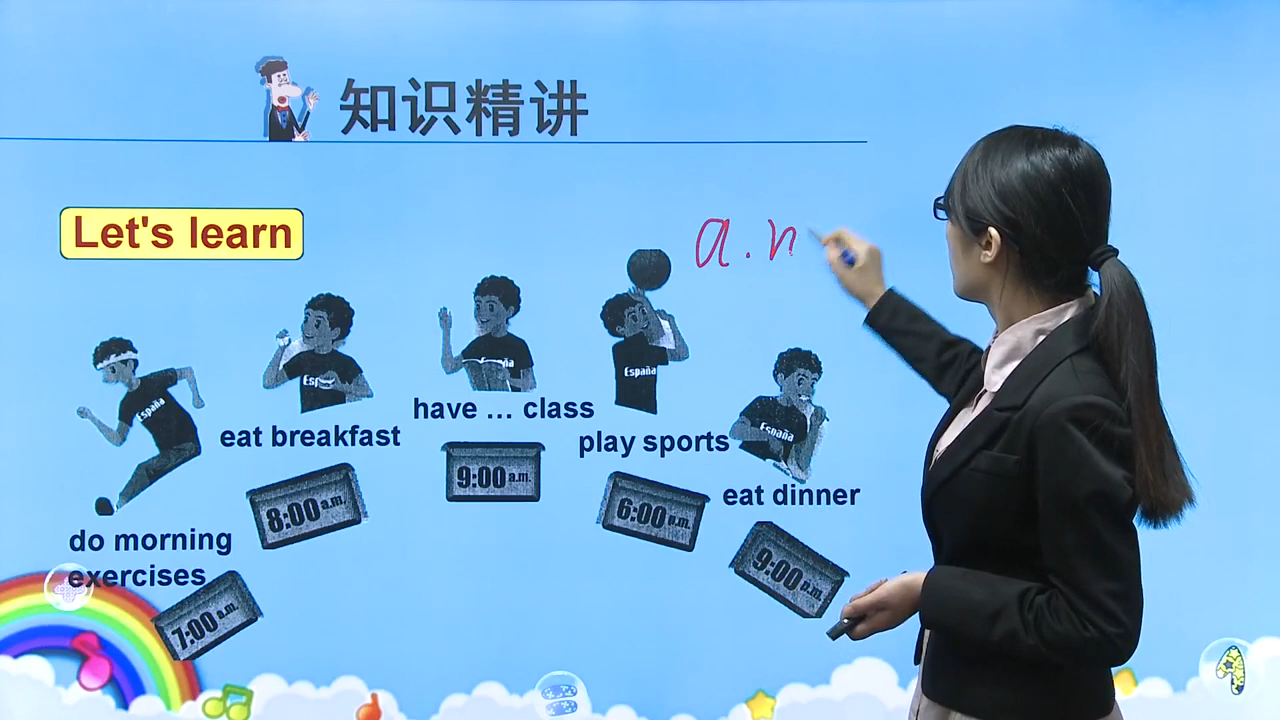 知识精讲
Let's learn
a.n
España
España
España
España
España
have … class
eat breakfast
play sports
9:00 a.m.
8:00 a.m.
6:00 p.m.
eat dinner
do morning
exercises
9:00 p.m.
7:00 a.m.